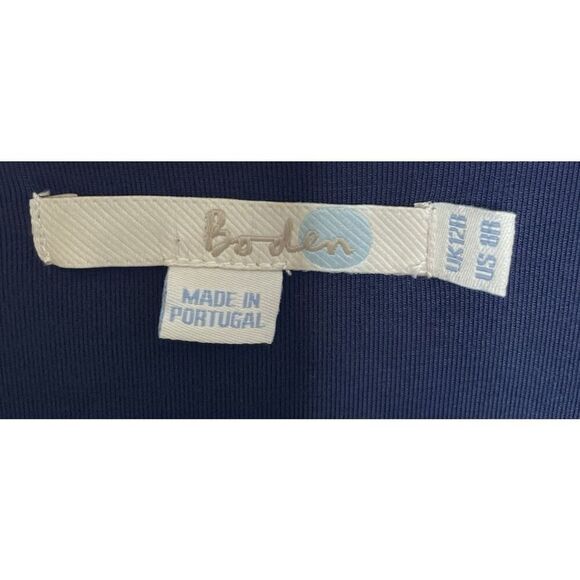 Boden
UK12R
US 8R
MADE IN
PORTUGAL